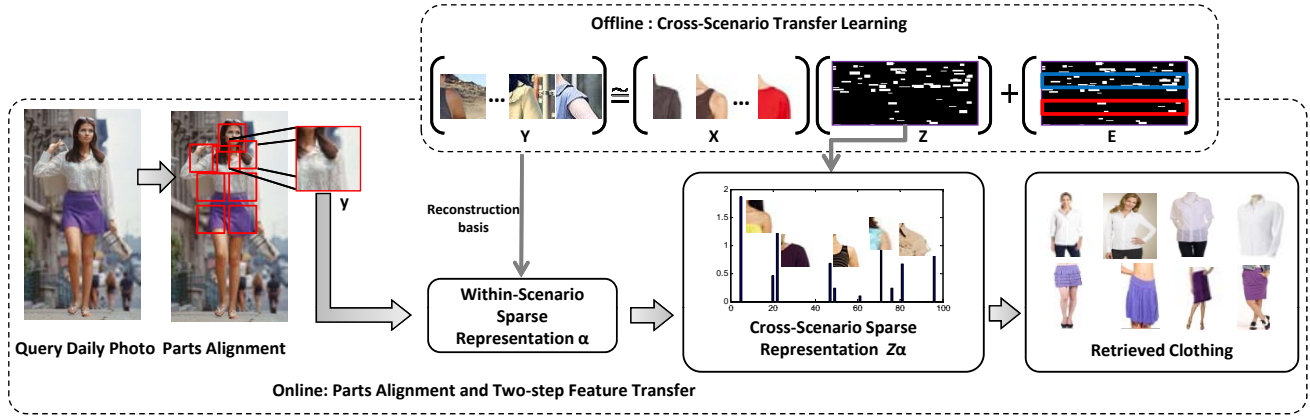 Offline : Cross-Scenario Transfer Learning
... ≅ ... +
Y X Z E
y
Reconstruction
basis
2
1.5
1
0.5
0
0 20 40 60 80 100
Within-Scenario
Sparse
Representation α
Cross-Scenario Sparse
Representation Zα
Retrieved Clothing
Query Daily Photo Parts Alignment
Online: Parts Alignment and Two-step Feature Transfer